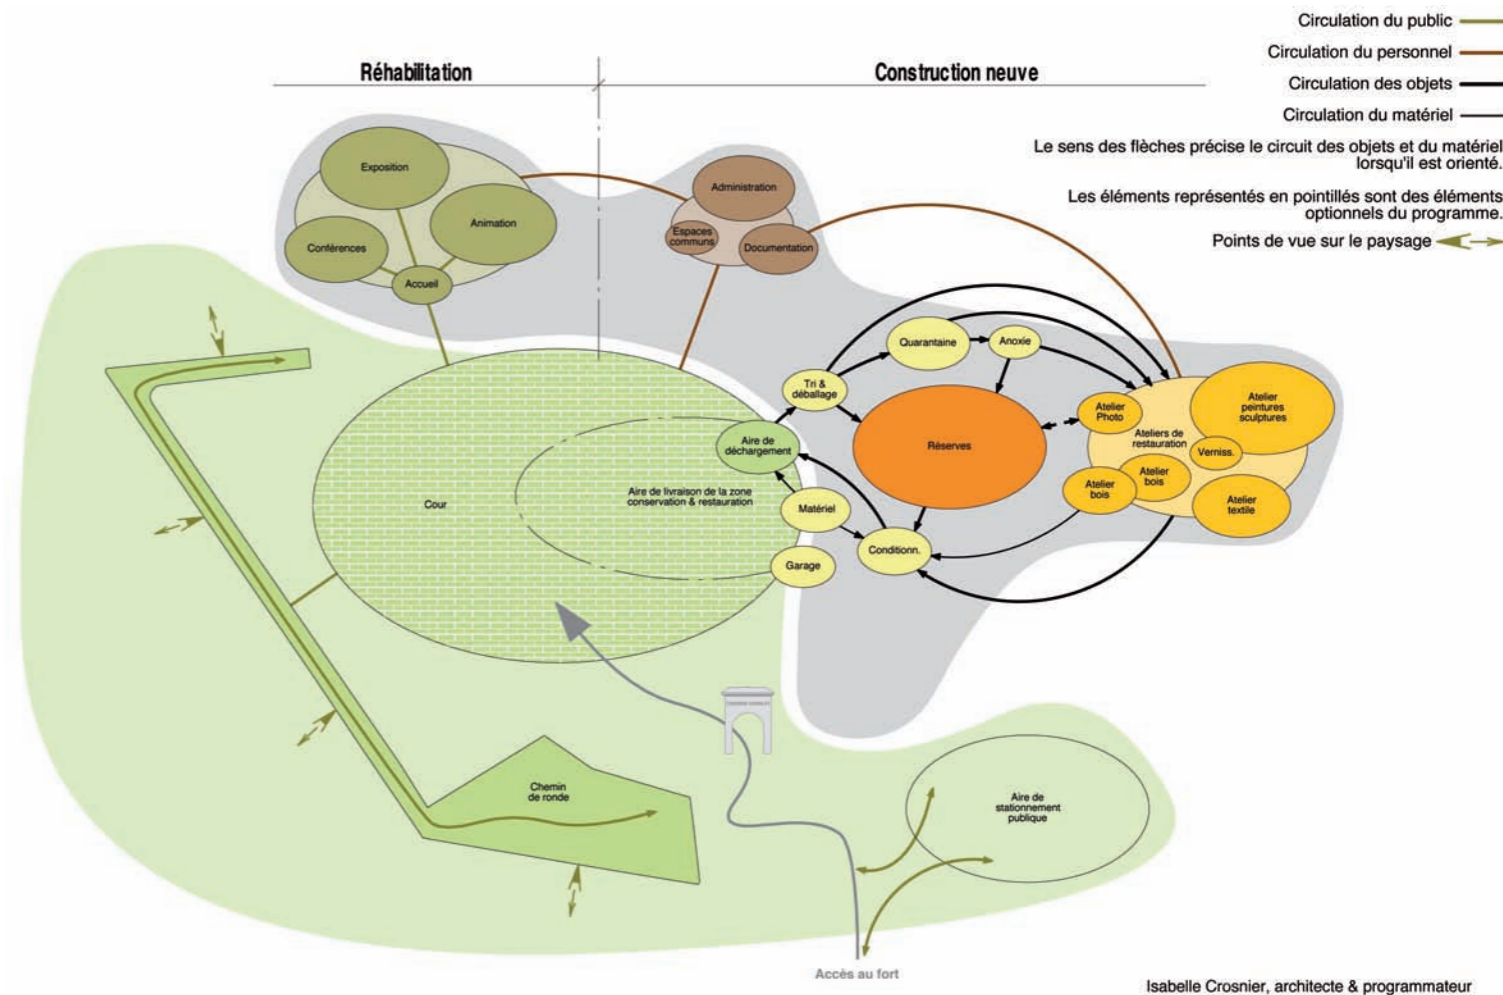 Circulation du public
Circulation du personnel
Circulation des objets
Circulation du matériel
Le sens des flèches précise le circuit des objets et du matériel
lorsqu'il est orienté.
Les éléments représentés en pointillés sont des éléments
optionnels du programme.
Points de vue sur le paysage
Réhabilitation
Construction neuve
Exposition
Animation
Conférences
Accueil
Administration
Espaces
communs
Documentation
Quarantaine
Anoxie
Tri &
déballage
Aire de
déchargement
Réserves
Atelier
Photo
Atelier
peintures
sculptures
Ateliers de
restauration
Verniss.
Atelier
bois
Atelier
bois
Atelier
textile
Cour
Aire de livraison de la zone
conservation & restauration
Matériel
Conditionn.
Garage
Chemin
de ronde
Aire de
stationnement
publique
Accès au fort
Isabelle Crosnier, architecte & programmateur